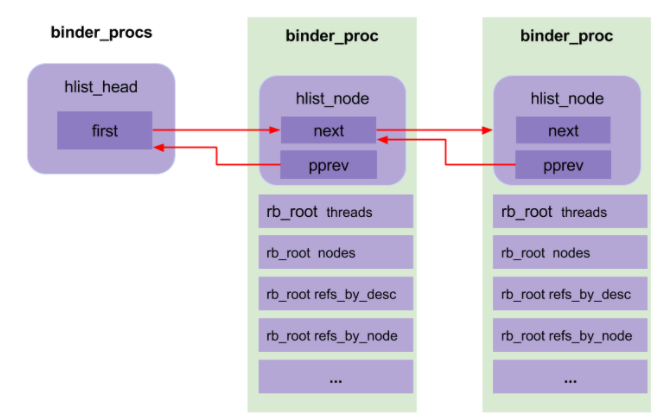 binder_procs
hlist_head
first
binder_proc
hlist_node
next
pprev
rb_root threads
rb_root nodes
rb_root refs_by_desc
rb_root refs_by_node
...
binder_proc
hlist_node
next
pprev
rb_root threads
rb_root nodes
rb_root refs_by_desc
rb_root refs_by_node
...